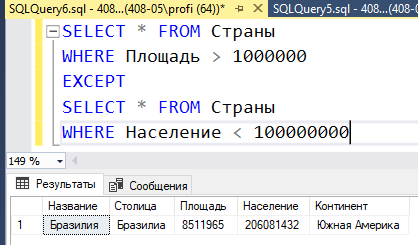 SQLQuery6.sql - 408...(408-05\profi (64))* SQLQuery5.sql - 408...(408-0
SELECT * FROM Страны
WHERE Площадь > 1000000
EXCEPT
SELECT * FROM Страны
WHERE Население < 100000000
149 %
Результаты Сообщения
Название Столица Площадь Население Континент
1 Бразилия Бразилиа 8511965 206081432 Южная Америка